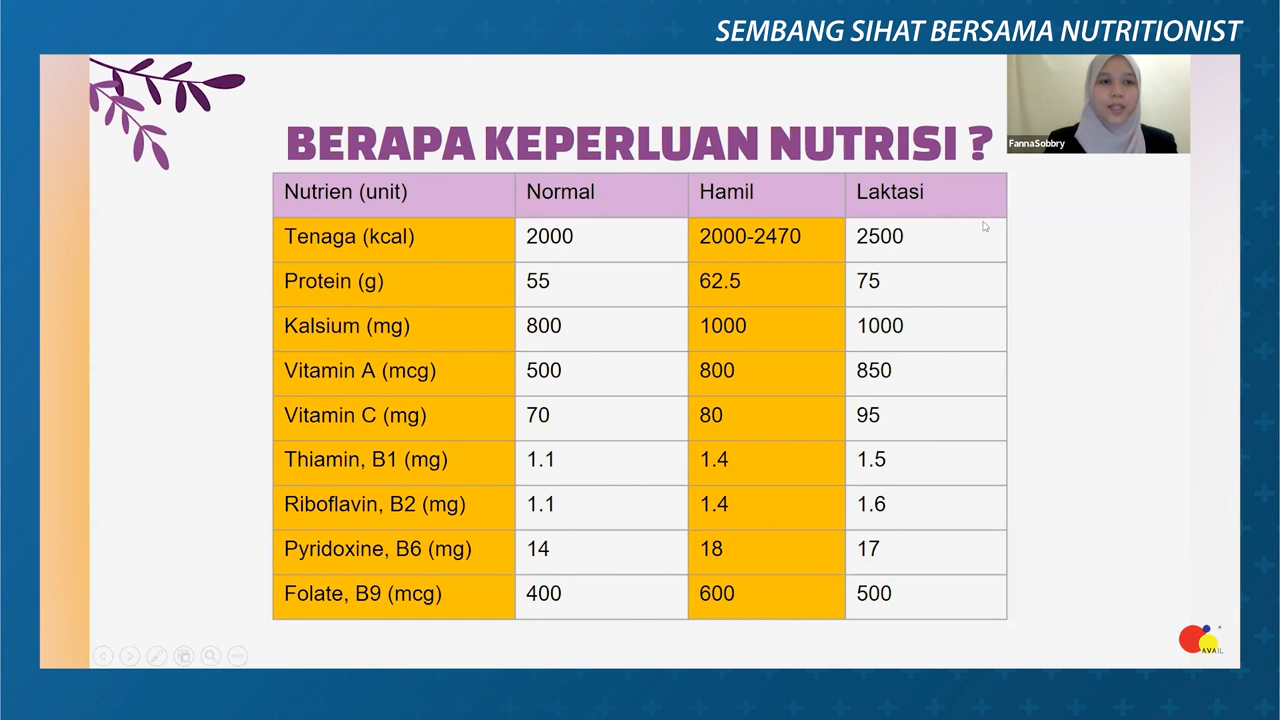 SEMBANG SIHAT BERSAMA NUTRITIONIST
FannaSobbry
BERAPA KEPERLUAN NUTRISI ?
Nutrien (unit) Normal Hamil Laktasi
Tenaga (kcal) 2000 2000-2470 2500
Protein (g) 55 62.5 75
Kalsium (mg) 800 1000 1000
Vitamin A (mcg) 500 800 850
Vitamin C (mg) 70 80 95
Thiamin, B1 (mg) 1.1 1.4 1.5
Riboflavin, B2 (mg) 1.1 1.4 1.6
Pyridoxine, B6 (mg) 14 18 17
Folate, B9 (mcg) 400 600 500
AVAIL